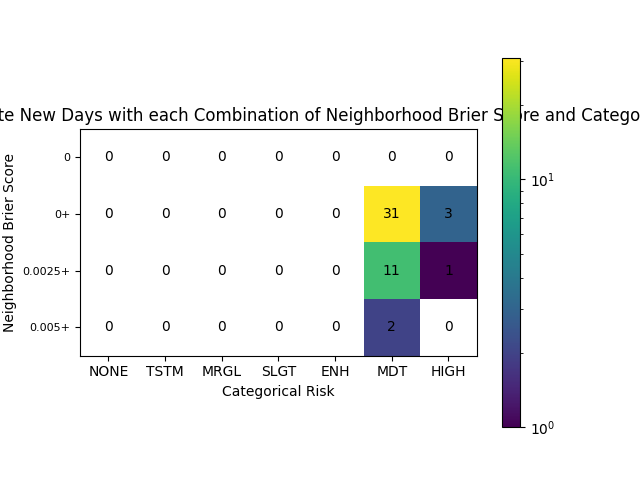 te New Days with each Combination of Neighborhood Brier Score and Catego
Neighborhood Brier Score
0 0 0 0 0 0 0 0
0+ 0 0 0 0 0 31 3
0.0025+ 0 0 0 0 0 11 1
0.005+ 0 0 0 0 0 2 0
NONE TSTM MRGL SLGT ENH MDT HIGH
Categorical Risk
10¹
10⁰